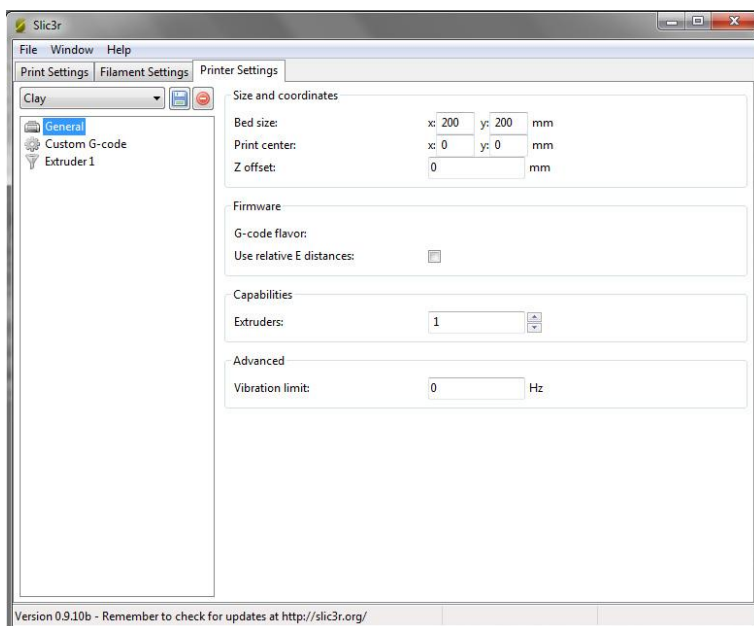 Slic3r
File Window Help
Print Settings Filament Settings Printer Settings
Clay
General
Custom G-code
Extruder 1
Size and coordinates
Bed size: x: 200 y: 200 mm
Print center: x: 0 y: 0 mm
Z offset: 0 mm
Firmware
G-code flavor:
Use relative E distances:
Capabilities
Extruders: 1
Advanced
Vibration limit: 0 Hz
Version 0.9.10b - Remember to check for updates at http://slic3r.org/